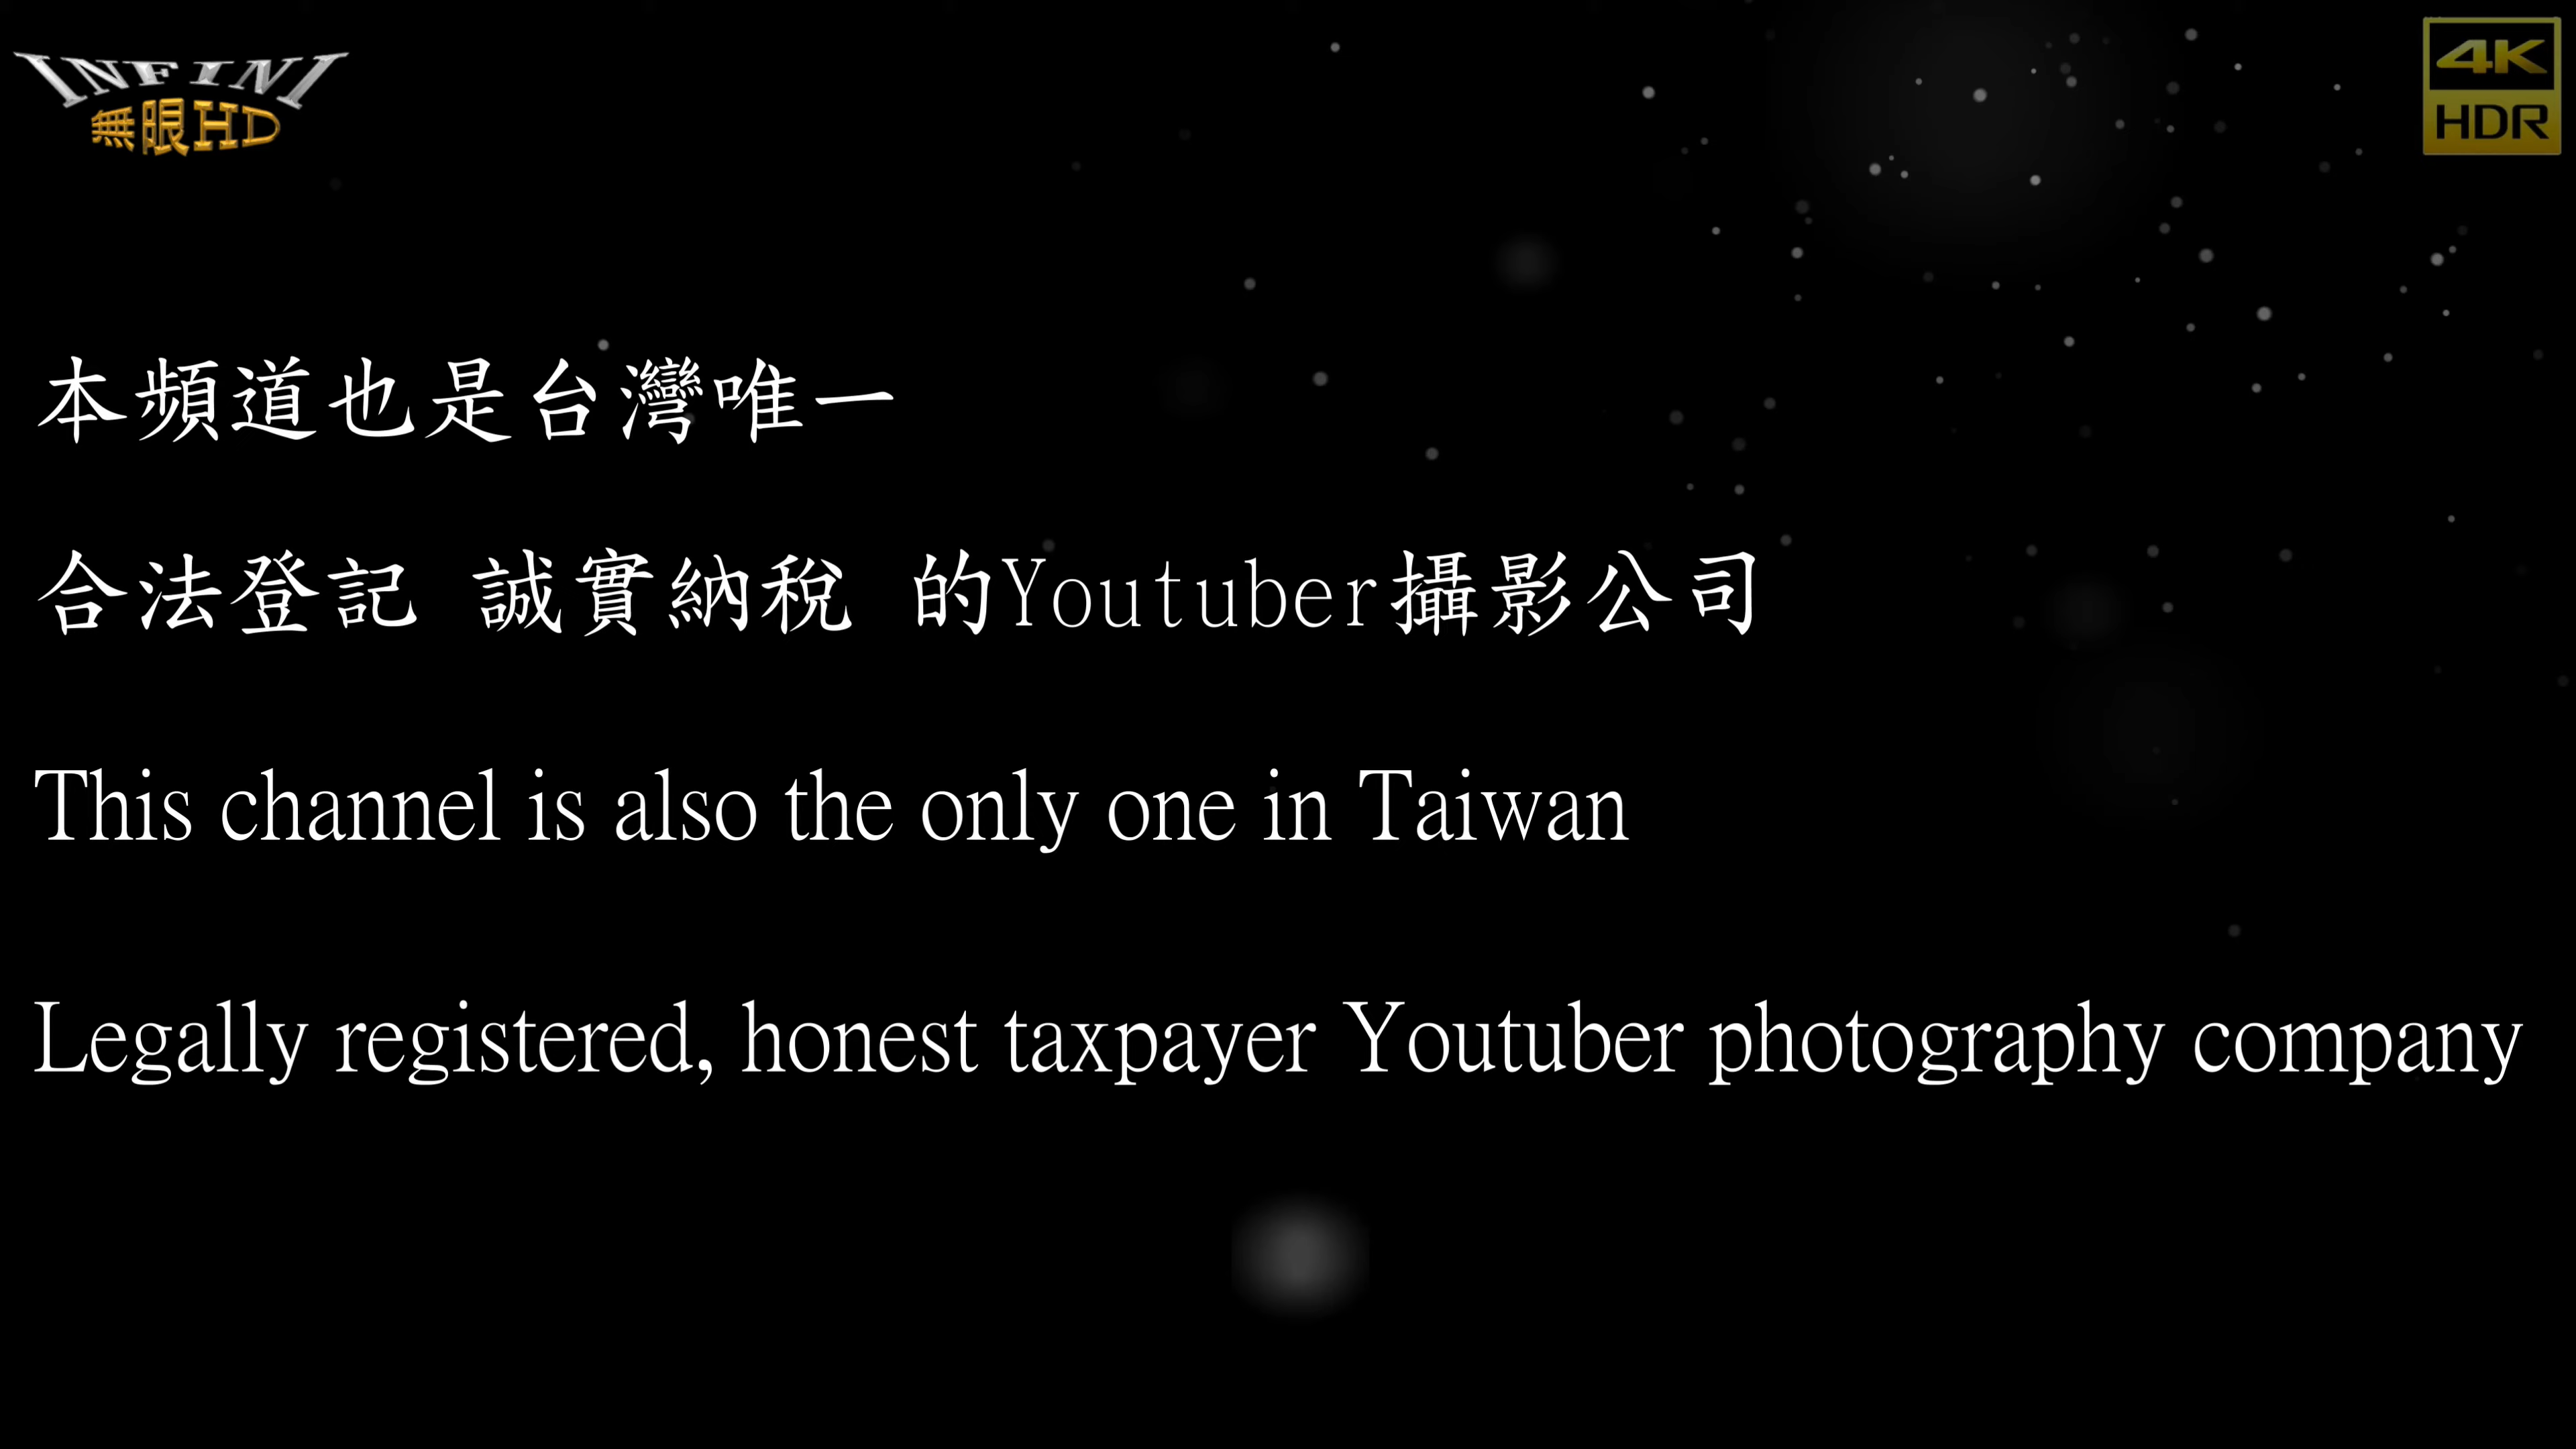 INFINI
無限HD
4K
HDR
本頻道也是台灣唯一
合法登記 誠實納稅 的Youtuber攝影公司
This channel is also the only one in Taiwan
Legally registered, honest taxpayer Youtuber photography company